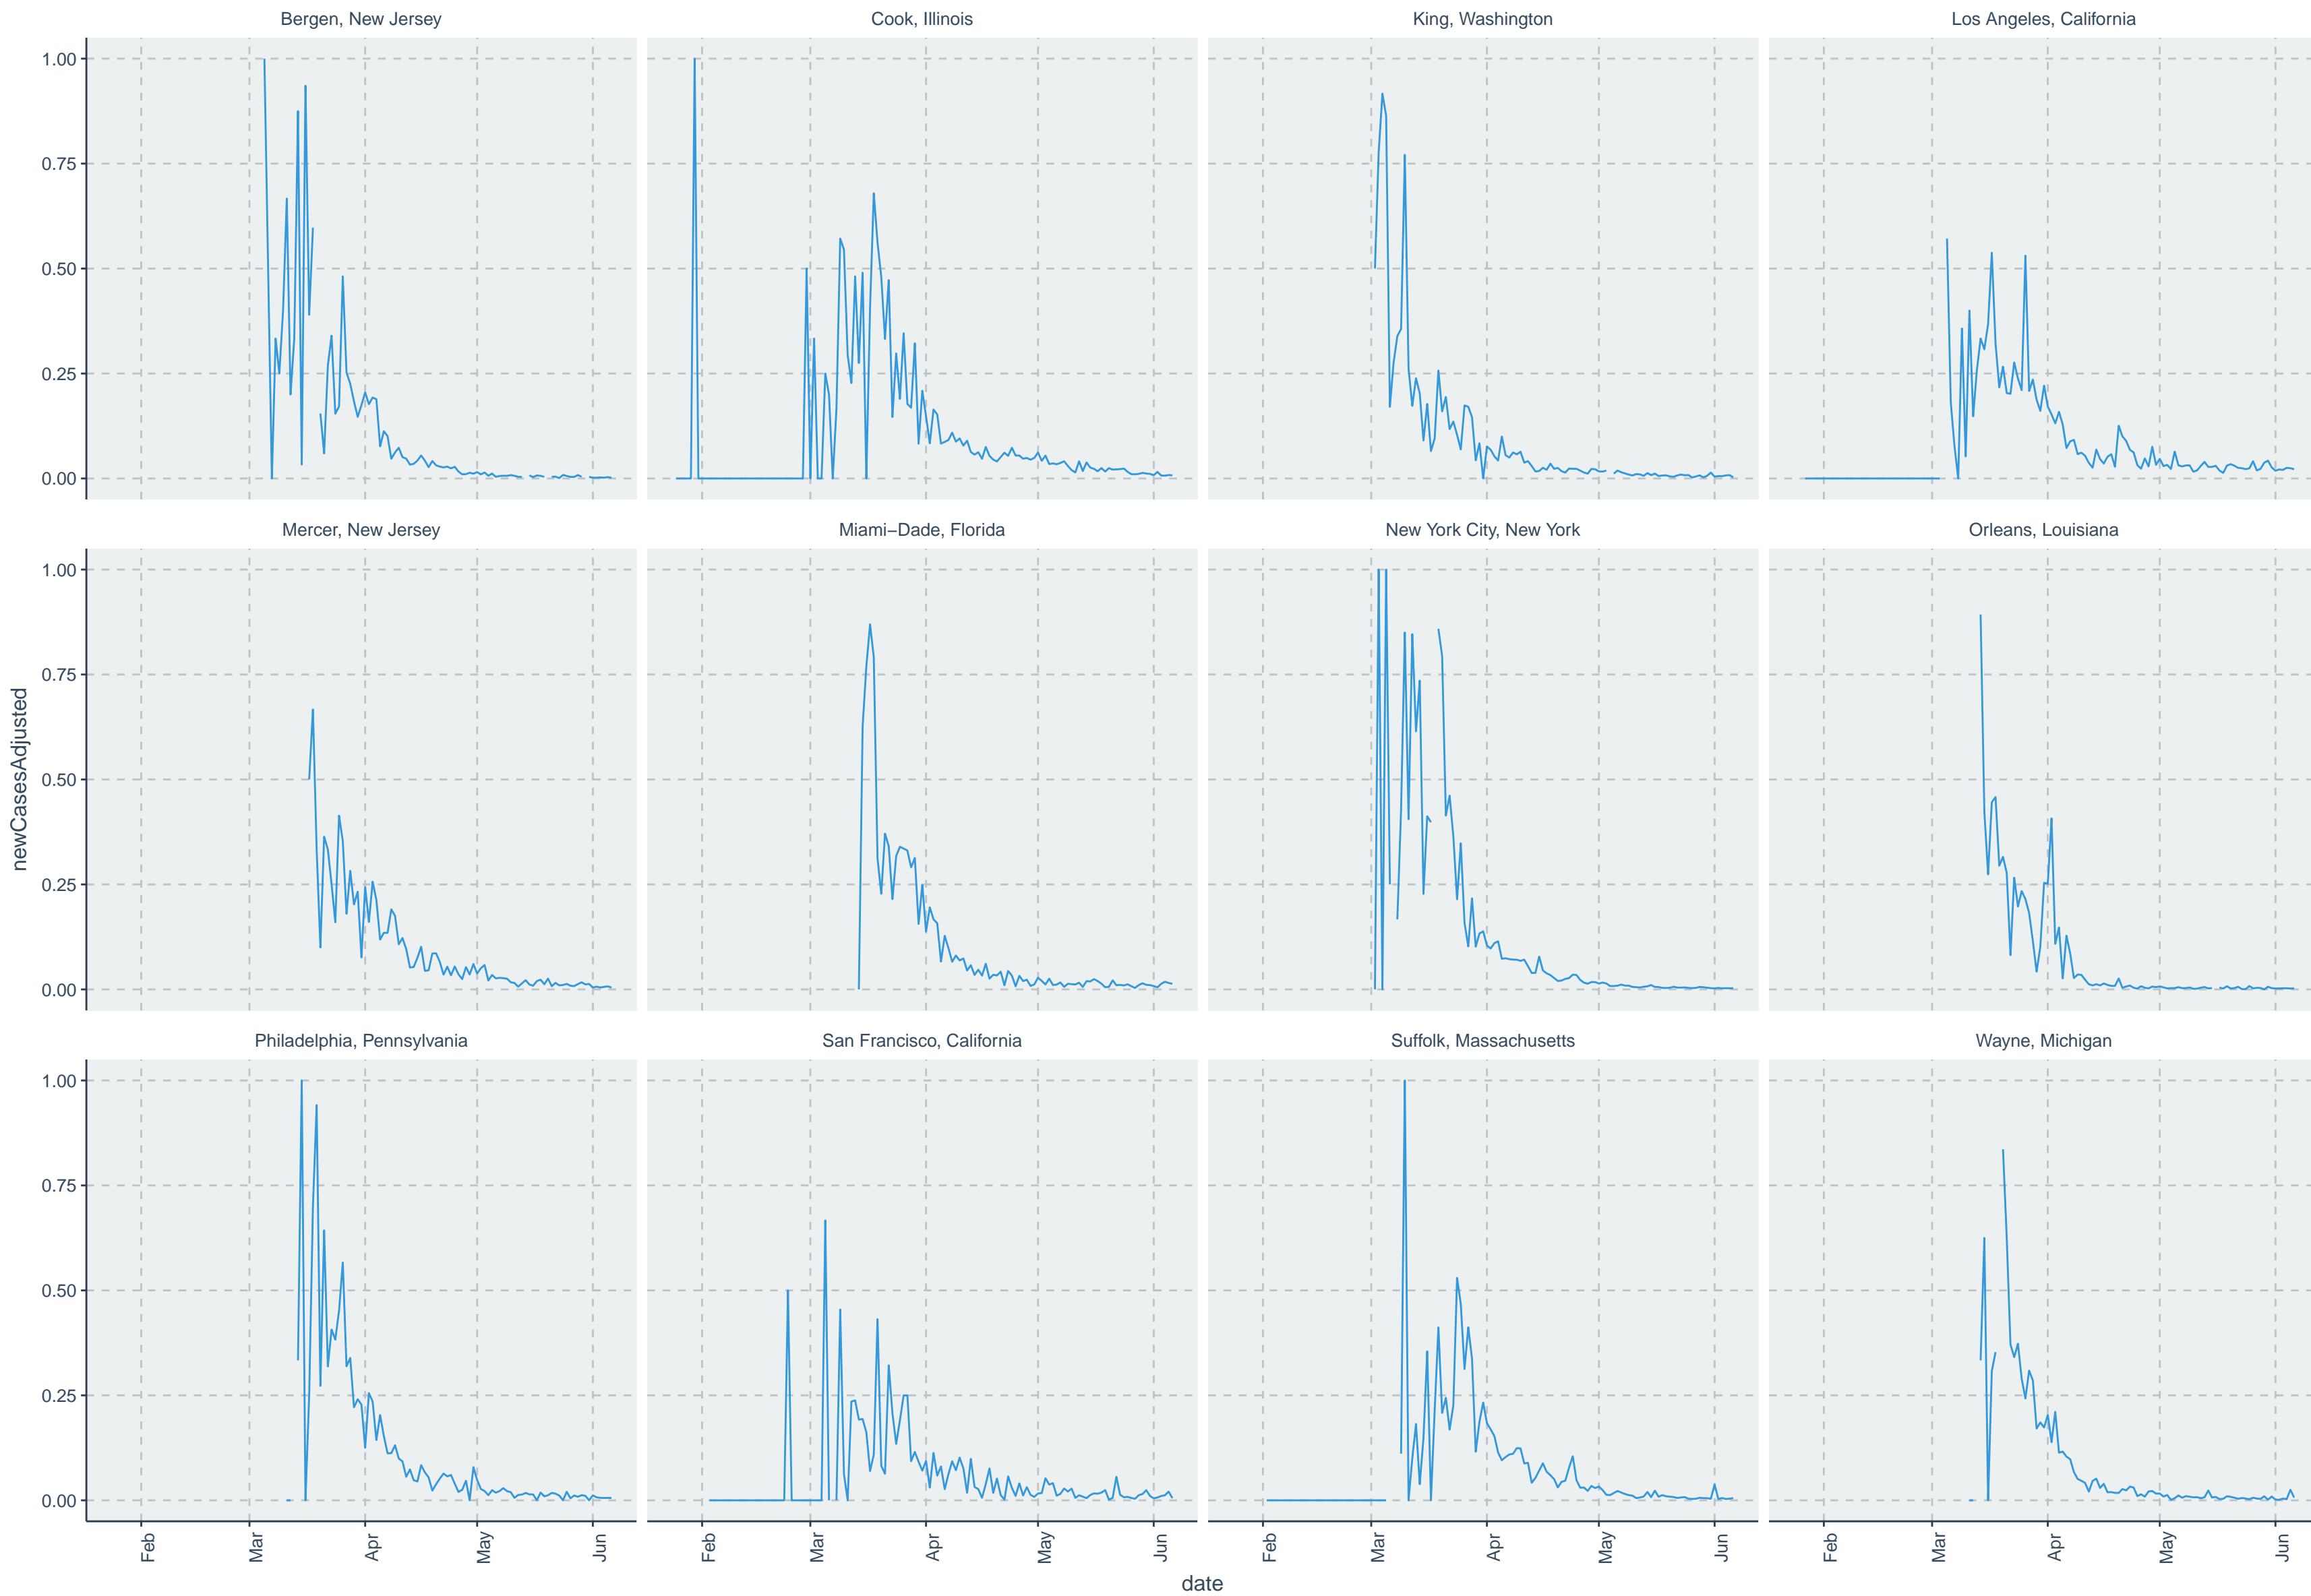 Bergen, New Jersey
Cook, Illinois
King, Washington
Los Angeles, California
1.00
0.75
0.50
0.25
0.00
Mercer, New Jersey
Miami−Dade, Florida
New York City, New York
Orleans, Louisiana
1.00
0.75
0.50
0.25
0.00
newCasesAdjusted
Philadelphia, Pennsylvania
San Francisco, California
Suffolk, Massachusetts
Wayne, Michigan
1.00
0.75
0.50
0.25
0.00
Feb
Mar
Apr
May
Jun
Feb
Mar
Apr
May
Jun
Feb
Mar
Apr
May
Jun
Feb
Mar
Apr
May
Jun
date